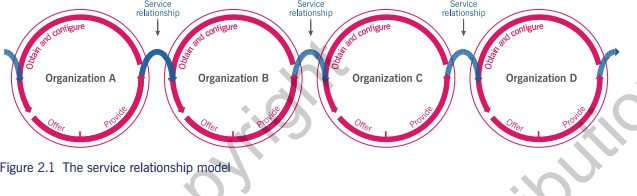 Service
relationship
Service
relationship
Service
relationship
Obtain and configure
Organization A
Offer
Provide
Obtain and configure
Organization B
Offer
Provide
Obtain and configure
Organization C
Offer
Provide
Obtain and configure
Organization D
Offer
Provide
Figure 2.1 The service relationship model